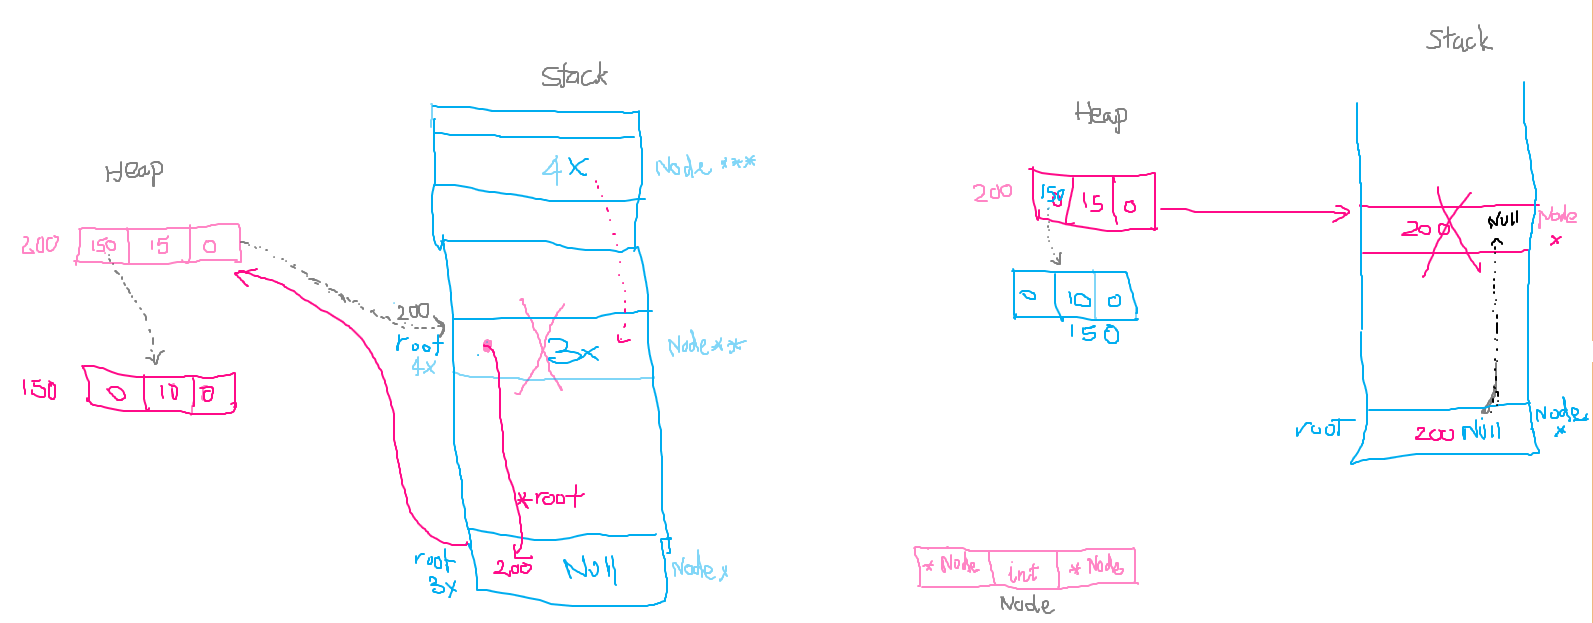 Stack
4x
Node ***
Heap
200
150 15 0
200
root
4x
3x
Node**
150
0 10 0
*root
root
3x
200 Null
Node*
Stack
Heap
200
150 0 15 0
200 Null
Node
*
0 10 0
150
root
200 Null
Node
*
*Node int *Node
Node